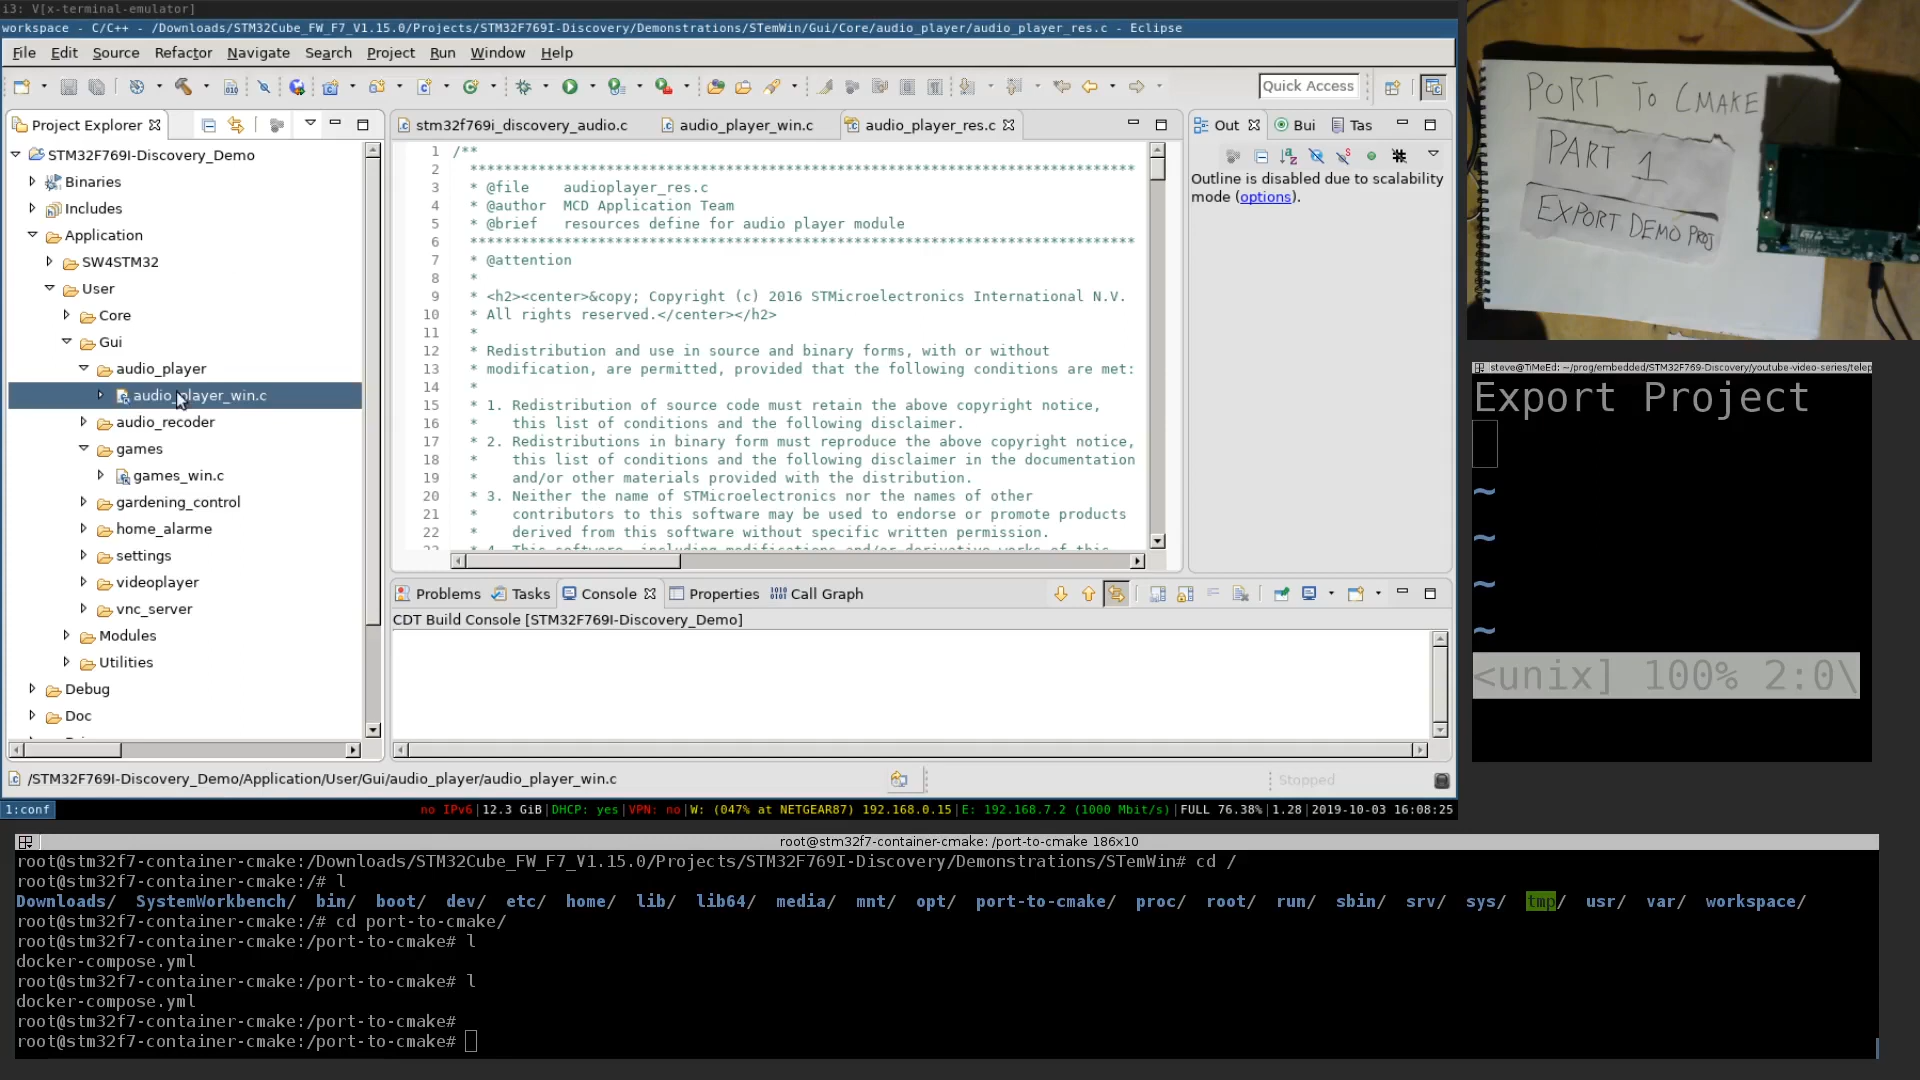 i3: V[x-terminal-emulator]
workspace - C/C++ - /Downloads/STM32Cube_FW_F7_V1.15.0/Projects/STM32F769I-Discovery/Demonstrations/STemWin/Gui/Core/audio_player/audio_player_res.c - Eclipse
File Edit Source Refactor Navigate Search Project Run Window Help
Quick Access
Project Explorer
STM32F769I-Discovery_Demo
Binaries
Includes
Application
SW4STM32
User
Core
Gui
audio_player
audio_player_win.c
audio_recoder
games
games_win.c
gardening_control
home_alarme
settings
videoplayer
vnc_server
Modules
Utilities
Debug
Doc
stm32f769i_discovery_audio.c audio_player_win.c audio_player_res.c
1 /**
2 ******************************************************************************
3 * @file    audioplayer_res.c
4 * @author  MCD Application Team
5 * @brief   resources define for audio player module
6 ******************************************************************************
7 * @attention
8 *
9 * <h2><center>&copy; Copyright (c) 2016 STMicroelectronics International N.V.
10 * All rights reserved.</center></h2>
11 *
12 * Redistribution and use in source and binary forms, with or without
13 * modification, are permitted, provided that the following conditions are met:
14 *
15 * 1. Redistribution of source code must retain the above copyright notice,
16 *    this list of conditions and the following disclaimer.
17 * 2. Redistributions in binary form must reproduce the above copyright notice,
18 *    this list of conditions and the following disclaimer in the documentation
19 *    and/or other materials provided with the distribution.
20 * 3. Neither the name of STMicroelectronics nor the names of other
21 *    contributors to this software may be used to endorse or promote products
22 *    derived from this software without specific written permission.
Out Bui Tas
Outline is disabled due to scalability
mode (options).
Problems Tasks Console Properties Call Graph
CDT Build Console [STM32F769I-Discovery_Demo]
/STM32F769I-Discovery_Demo/Application/User/Gui/audio_player/audio_player_win.c
Stopped
1:conf
no IPv6|12.3 GiB|DHCP: yes|VPN: no|W: (047% at NETGEAR87) 192.168.0.15|E: 192.168.7.2 (1000 Mbit/s)|FULL 76.38%|1.28|2019-10-03 16:08:25
PORT TO CMAKE
PART 1
EXPORT DEMO PROJ
steve@TiMeEd: ~/prog/embedded/STM32F769-Discovery/youtube-video-series/telep
Export Project
~
~
~
~
<unix] 100% 2:0\
root@stm32f7-container-cmake: /port-to-cmake 186x10
root@stm32f7-container-cmake:/Downloads/STM32Cube_FW_F7_V1.15.0/Projects/STM32F769I-Discovery/Demonstrations/STemWin# cd /
root@stm32f7-container-cmake:/# l
Downloads/ SystemWorkbench/ bin/ boot/ dev/ etc/ home/ lib/ lib64/ media/ mnt/ opt/ port-to-cmake/ proc/ root/ run/ sbin/ srv/ sys/ tmp/ usr/ var/ workspace/
root@stm32f7-container-cmake:/# cd port-to-cmake/
root@stm32f7-container-cmake:/port-to-cmake# l
docker-compose.yml
root@stm32f7-container-cmake:/port-to-cmake# l
docker-compose.yml
root@stm32f7-container-cmake:/port-to-cmake#
root@stm32f7-container-cmake:/port-to-cmake#